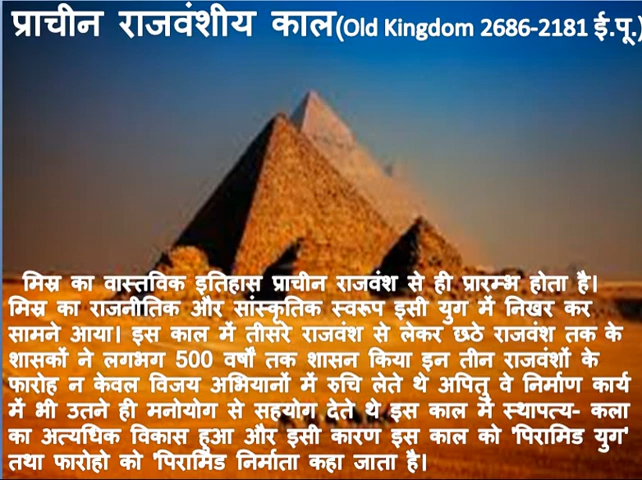 प्राचीन राजवंशीय काल(Old Kingdom 2686-2181 ई.पू.)
मिस्र का वास्तविक इतिहास प्राचीन राजवंश से ही प्रारम्भ होता है।
मिस्र का राजनीतिक और सांस्कृतिक स्वरूप इसी युग में निखर कर
सामने आया। इस काल में तीसरे राजवंश से लेकर छठे राजवंश तक के
शासकों ने लगभग 500 वर्षों तक शासन किया इन तीन राजवंशों के
फारोह न केवल विजय अभियानों में रुचि लेते थे अपितु वे निर्माण कार्य
में भी उतने ही मनोयोग से सहयोग देते थे इस काल में स्थापत्य- कला
का अत्यधिक विकास हुआ और इसी कारण इस काल को 'पिरामिड युग'
तथा फारोहो को 'पिरामिड निर्माता कहा जाता है।